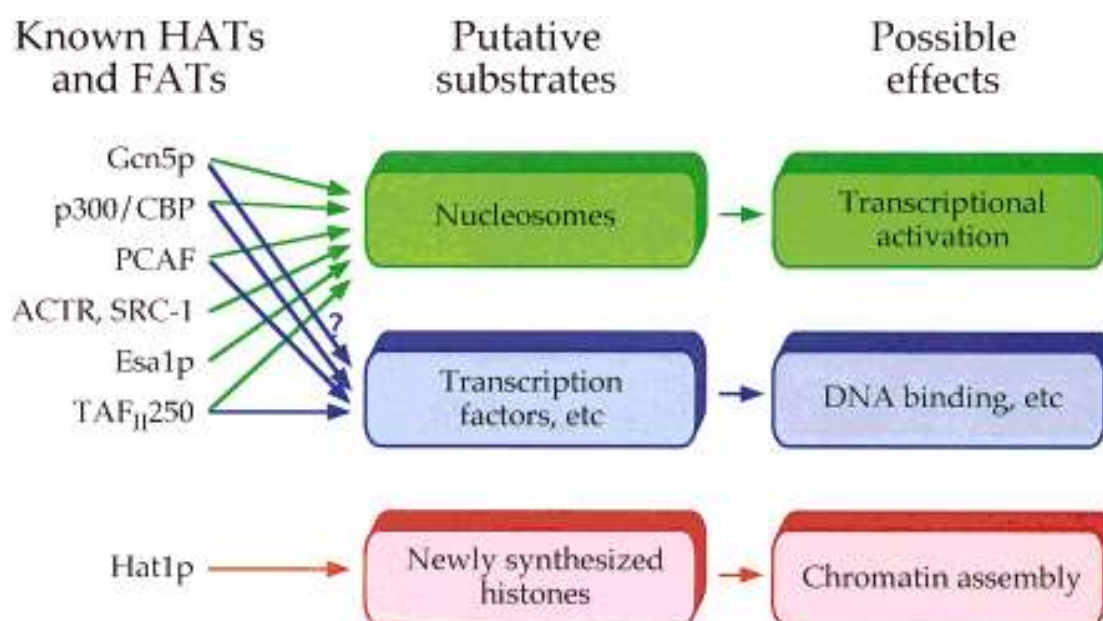 Known HATs
and FATs
Putative
substrates
Possible
effects
Gcn5p
p300/CBP
PCAF
ACTR, SRC-1
Esa1p
TAFII250
Hat1p
?
Nucleosomes
Transcription
factors, etc
Newly synthesized
histones
Transcriptional
activation
DNA binding, etc
Chromatin assembly